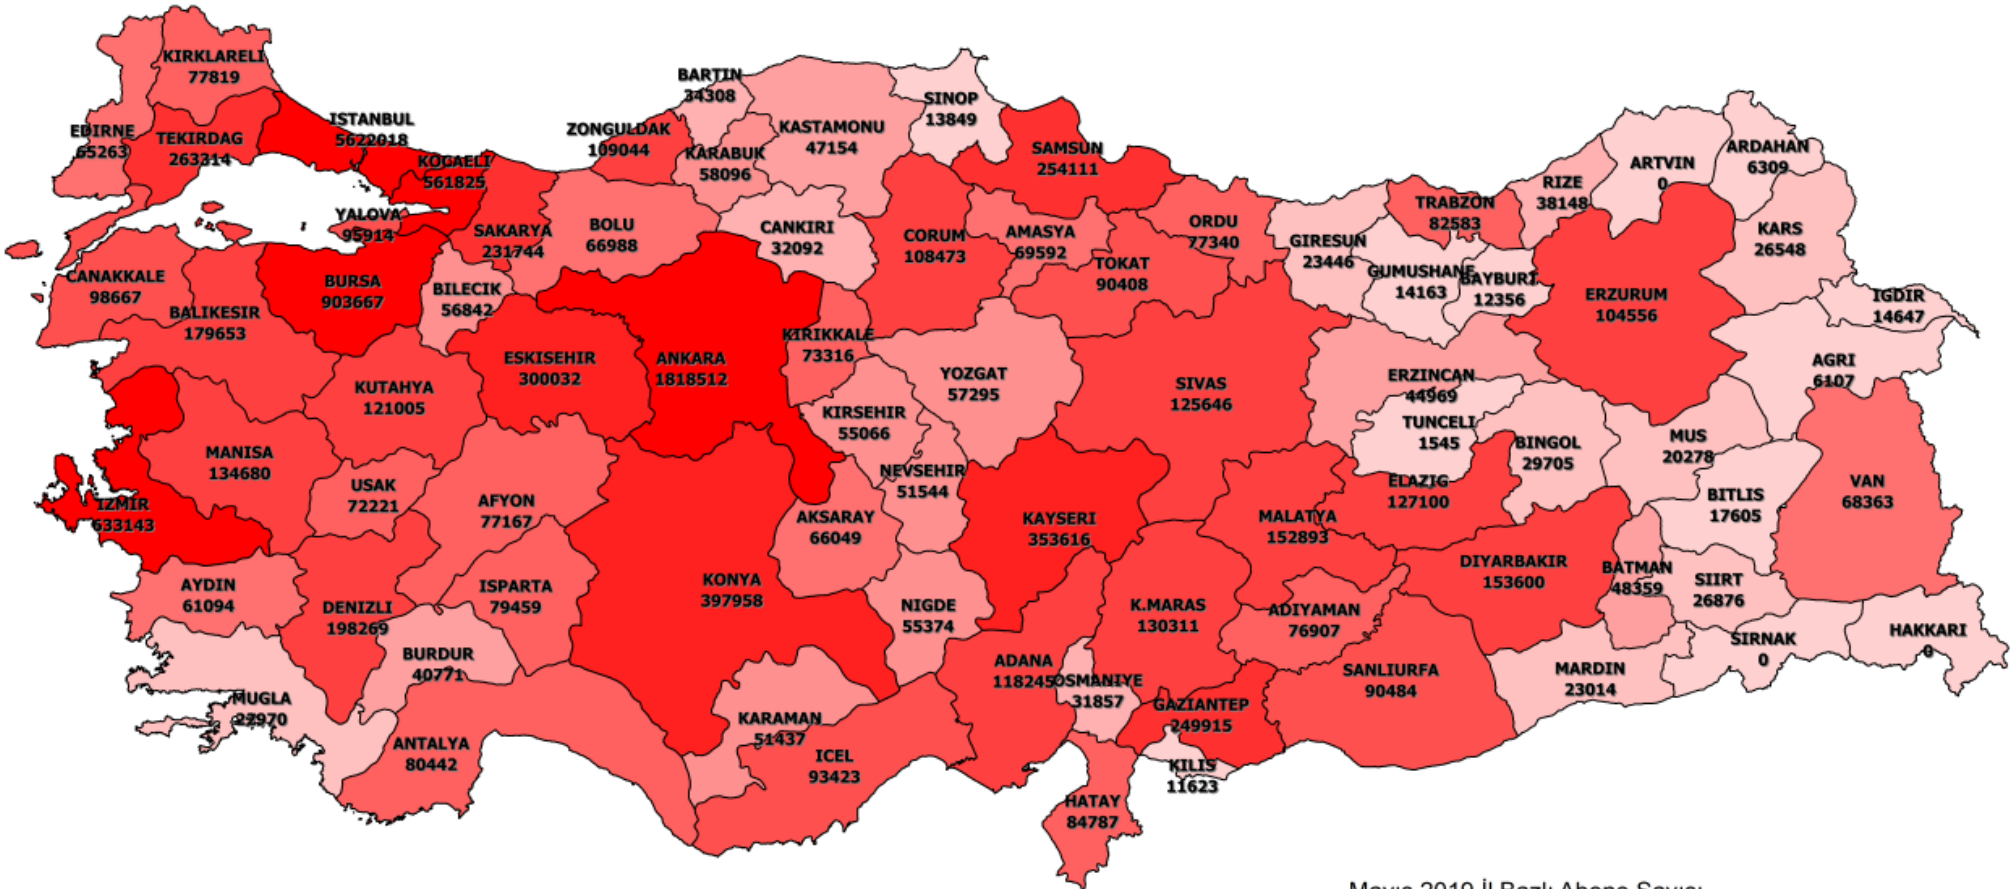 KIRKLARELI
77819
EDIRNE
65263
TEKIRDAG
263314
ISTANBUL
5622018
KOCAELI
561825
YALOVA
95914
SAKARYA
231744
BOLU
66988
ZONGULDAK
109044
BARTIN
34308
KARABUK
58096
KASTAMONU
47154
SINOP
13849
CANKIRI
32092
CORUM
108473
SAMSUN
254111
AMASYA
69592
TOKAT
90408
ORDU
77340
GIRESUN
23446
TRABZON
82583
GUMUSHANE
14163
BAYBURT
12356
RIZE
38148
ARTVIN
0
ARDAHAN
6309
KARS
26548
IGDIR
14647
ERZURUM
104556
AGRI
6107
CANAKKALE
98667
BALIKESIR
179653
BURSA
903667
BILECIK
56842
ESKISEHIR
300032
KUTAHYA
121005
ANKARA
1818512
KIRIKKALE
73316
KIRSEHIR
55066
YOZGAT
57295
SIVAS
125646
ERZINCAN
44969
TUNCELI
1545
BINGOL
29705
MUS
20278
BITLIS
17605
VAN
68363
MANISA
134680
IZMIR
633143
USAK
72221
AFYON
77167
NEVSEHIR
51544
AKSARAY
66049
KAYSERI
353616
MALATYA
152893
ELAZIG
127100
DIYARBAKIR
153600
BATMAN
48359
SIIRT
26876
SIRNAK
0
HAKKARI
0
AYDIN
61094
DENIZLI
198269
ISPARTA
79459
BURDUR
40771
KONYA
397958
NIGDE
55374
K.MARAS
130311
ADIYAMAN
76907
SANLIURFA
90484
MARDIN
23014
MUGLA
22970
ANTALYA
80442
KARAMAN
51437
ICEL
93423
ADANA
118245
OSMANIYE
31857
GAZIANTEP
249915
KILIS
11623
HATAY
84787
Mayıs 2019 İl Bazlı Abone Sayısı